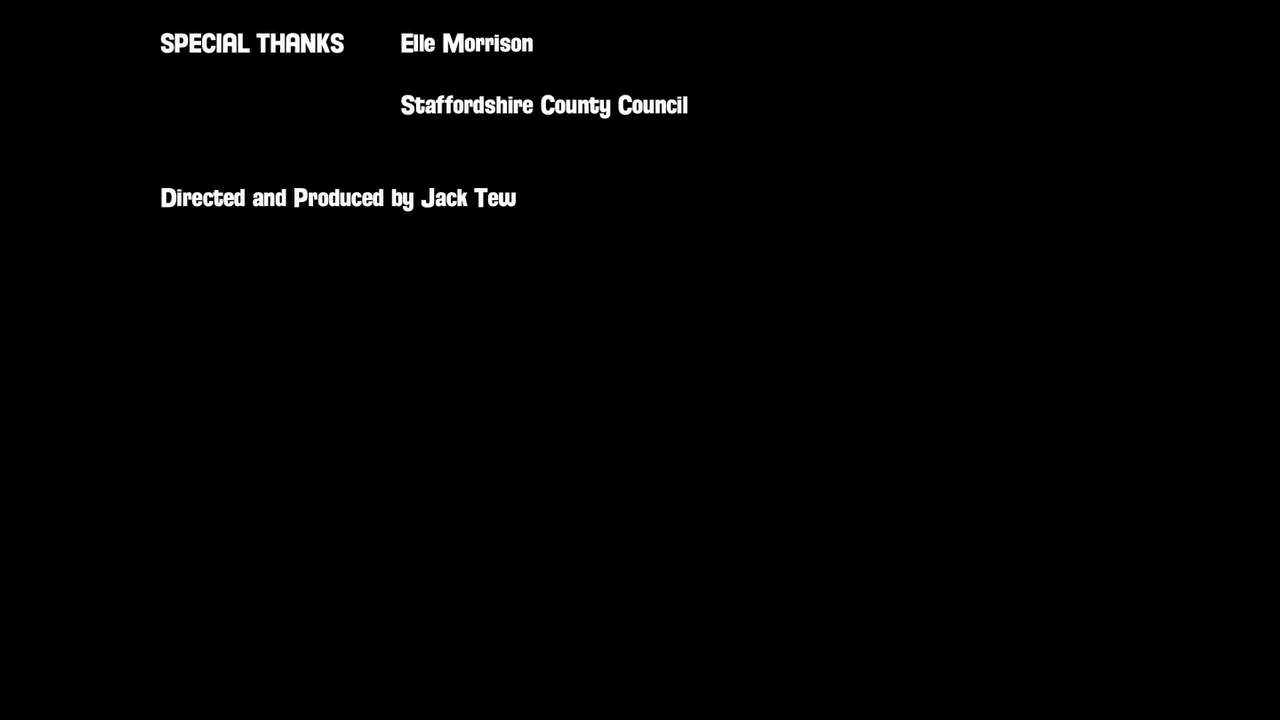 SPECIAL THANKS Elle Morrison
Staffordshire County Council
Directed and Produced by Jack Tew